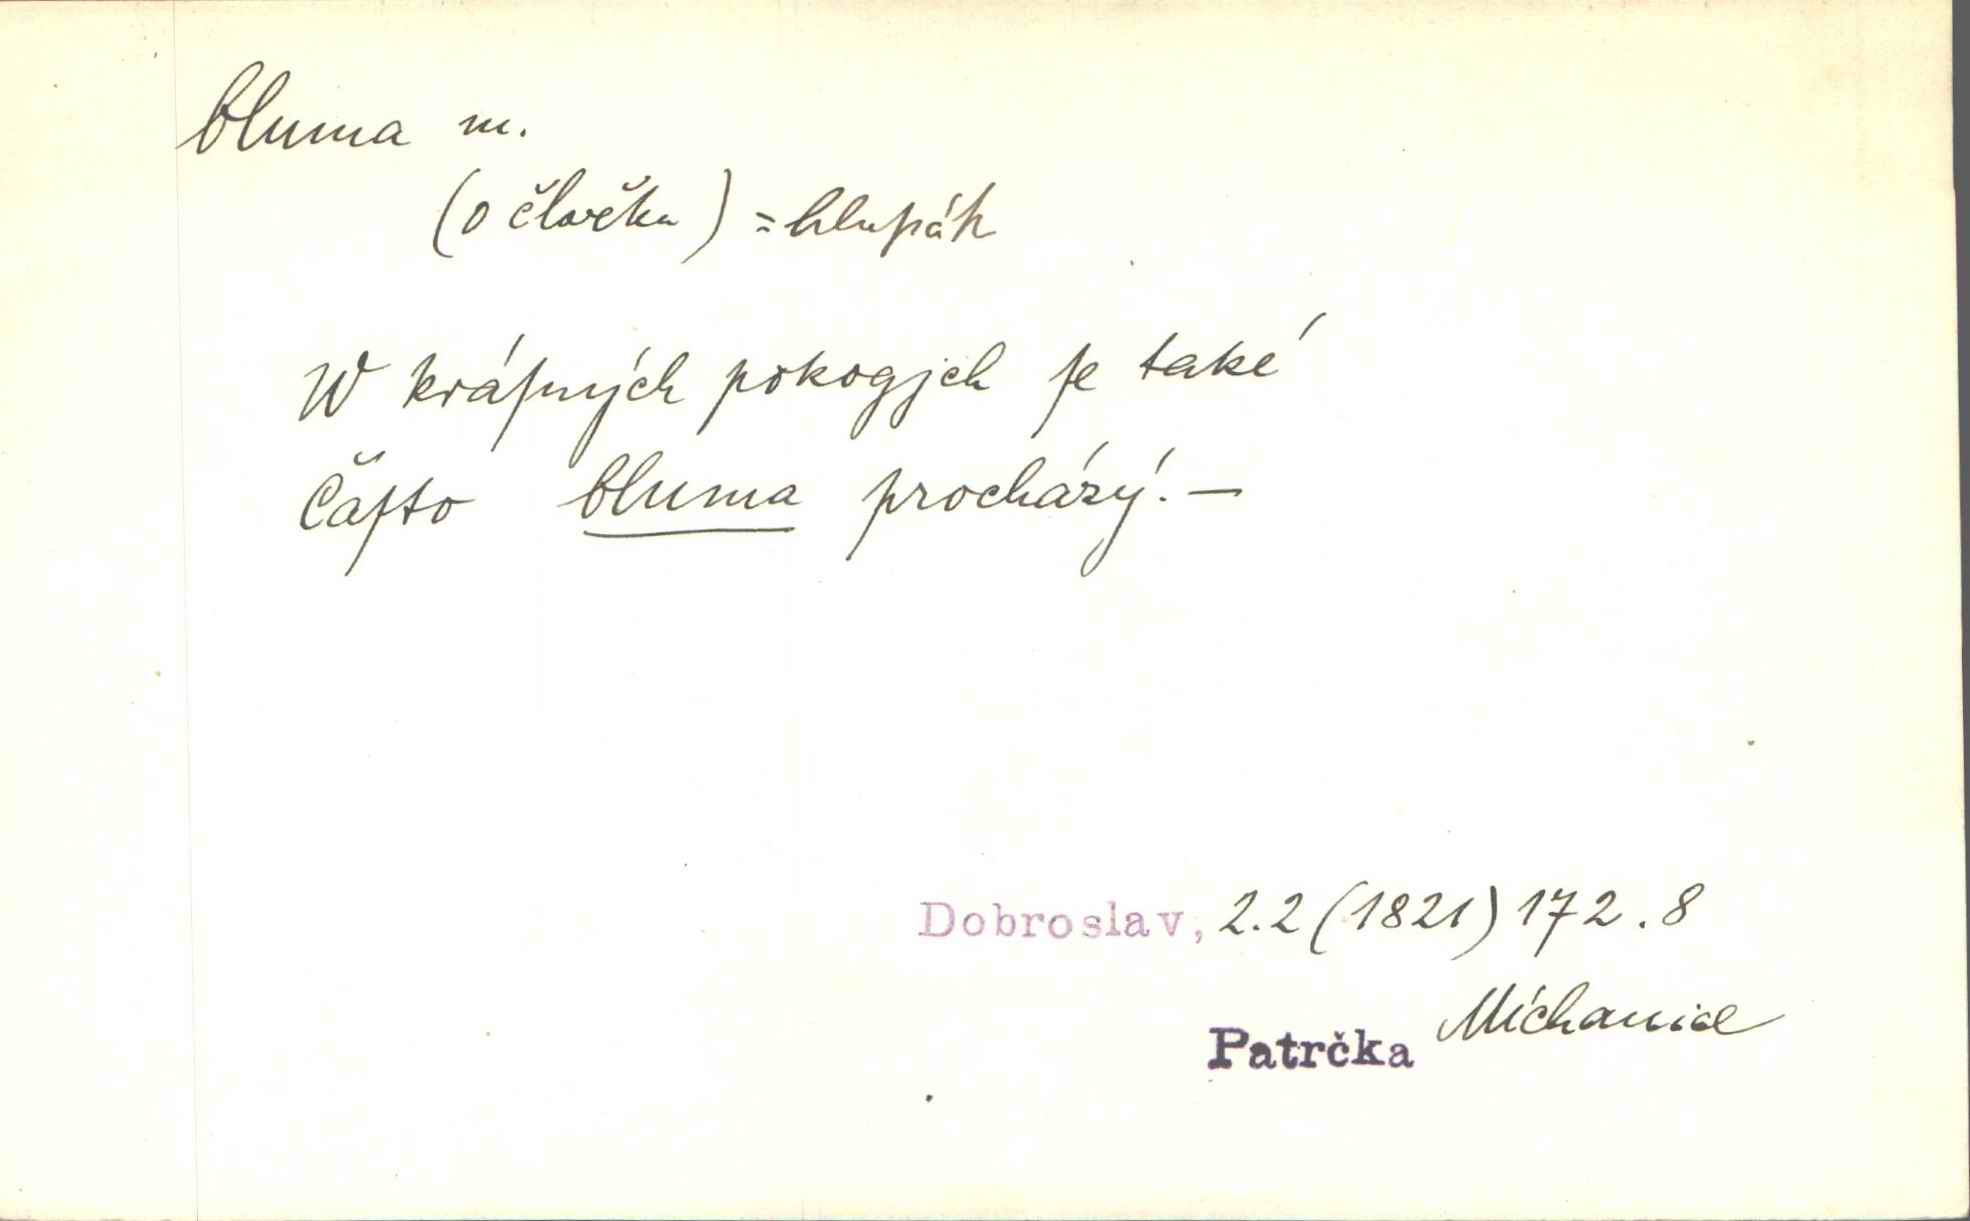 bluma m.
(o člověku) = hlupák
W kráſných pokogjch ſe také
Čaſto bluma procházý. —
Dobroslav, 2.2 (1821) 172.8
Patrčka Míchanice